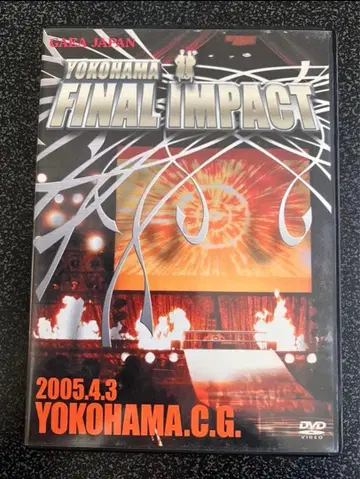 GAEA JAPAN
YOKOHAMA
FINAL IMPACT
2005.4.3
YOKOHAMA.C.G.
DVD
VIDEO